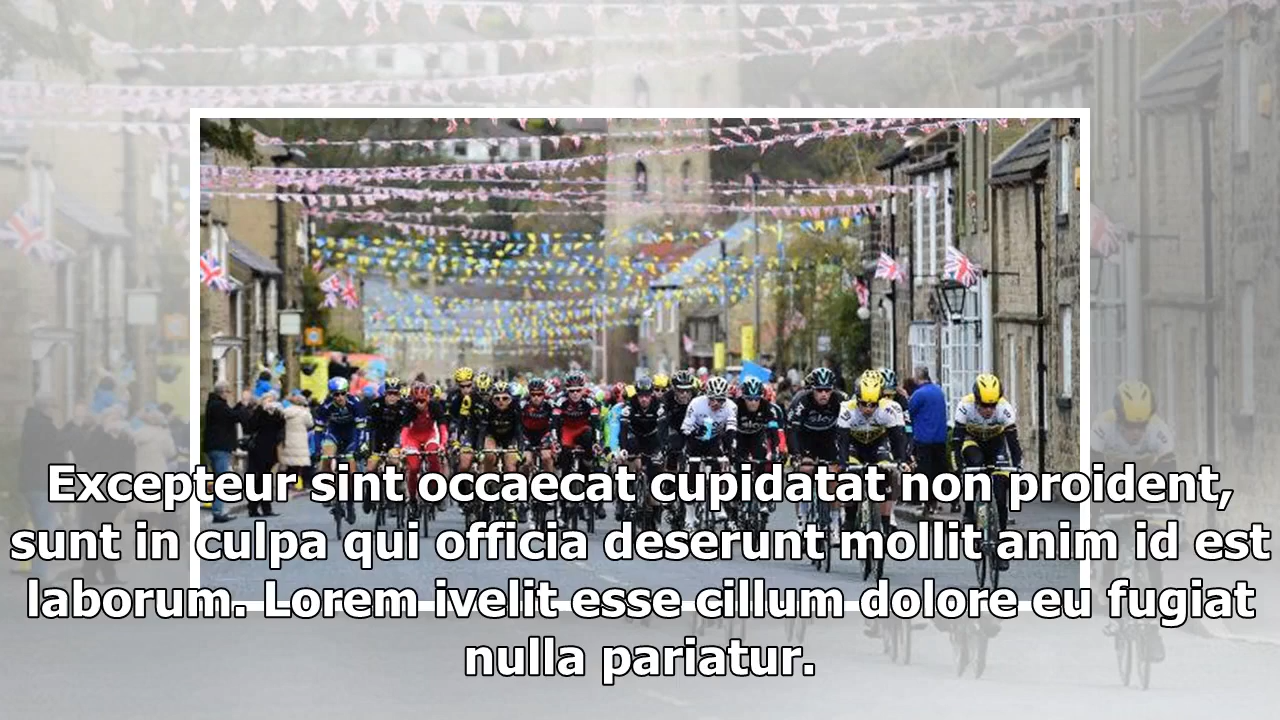 Excepteur sint occaecat cupidatat non proident,
sunt in culpa qui officia deserunt mollit anim id est
laborum. Lorem ivelit esse cillum dolore eu fugiat
nulla pariatur.